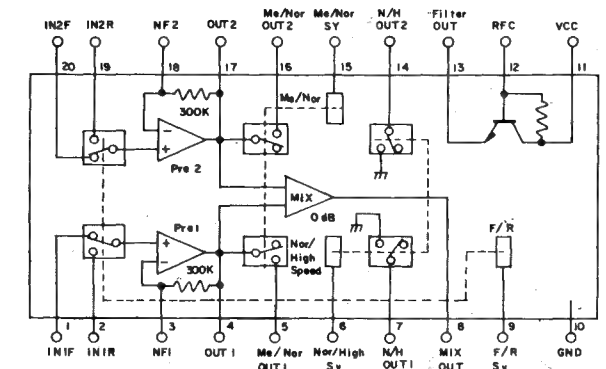 IN2F IN2R NF2 OUT2 Me/Nor Me/Nor N/H Filter RFC VCC
OUT2 SY OUT2 OUT
20 19 18 17 16 15 14 13 12 11
300K
Me/Nor
Pre 2
MIX
0 dB
Pre1
300K
Nor/
High
Speed
F/R
1 2 3 4 5 6 7 8 9 10
IN1F IN1R NF1 OUT1 Me/Nor Nor/High N/H MIX F/R GND
OUT1 Sy OUT1 OUT Sy